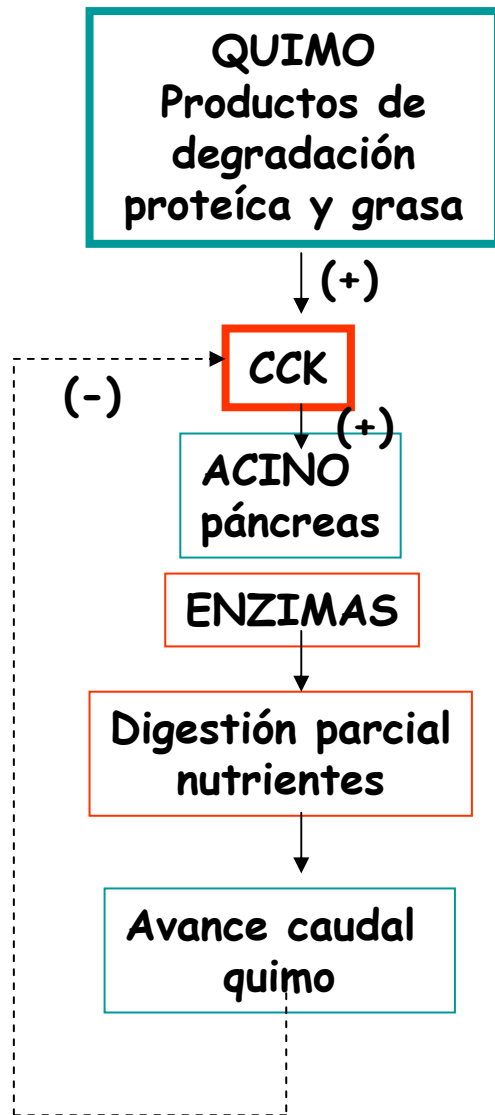 QUIMO
Productos de
degradación
proteíca y grasa
(+)
CCK
(-)
(+)
ACINO
páncreas
ENZIMAS
Digestión parcial
nutrientes
Avance caudal
quimo